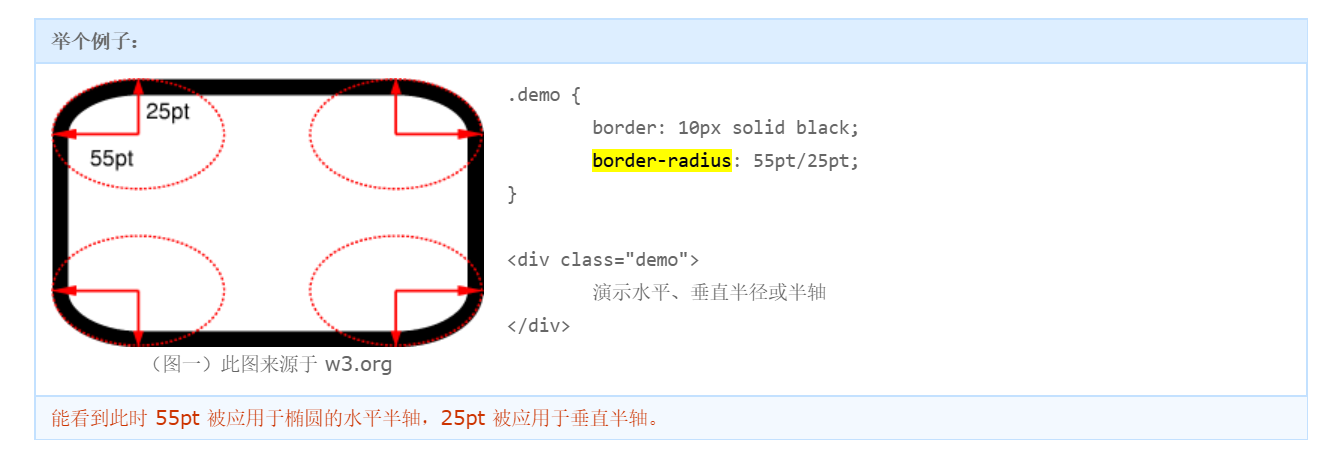 举个例子：
25pt
55pt
（图一）此图来源于 w3.org
.demo {
border: 10px solid black;
border-radius: 55pt/25pt;
}
<div class="demo">
演示水平、垂直半径或半轴
</div>
能看到此时 55pt 被应用于椭圆的水平半轴，25pt 被应用于垂直半轴。